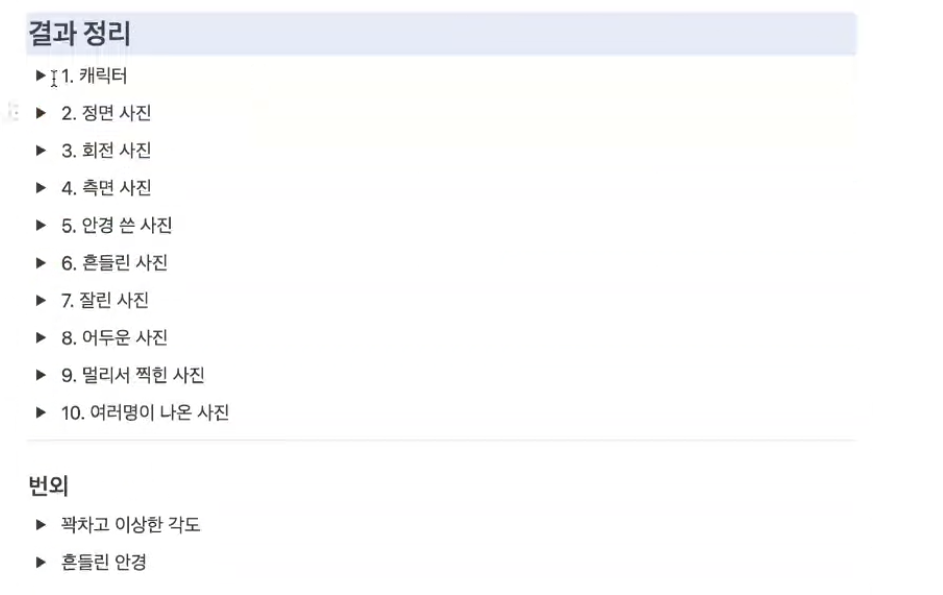 결과 정리
▶ 1. 캐릭터
▶ 2. 정면 사진
▶ 3. 회전 사진
▶ 4. 측면 사진
▶ 5. 안경 쓴 사진
▶ 6. 흔들린 사진
▶ 7. 잘린 사진
▶ 8. 어두운 사진
▶ 9. 멀리서 찍힌 사진
▶ 10. 여러명이 나온 사진
번외
▶ 꽉차고 이상한 각도
▶ 흔들린 안경